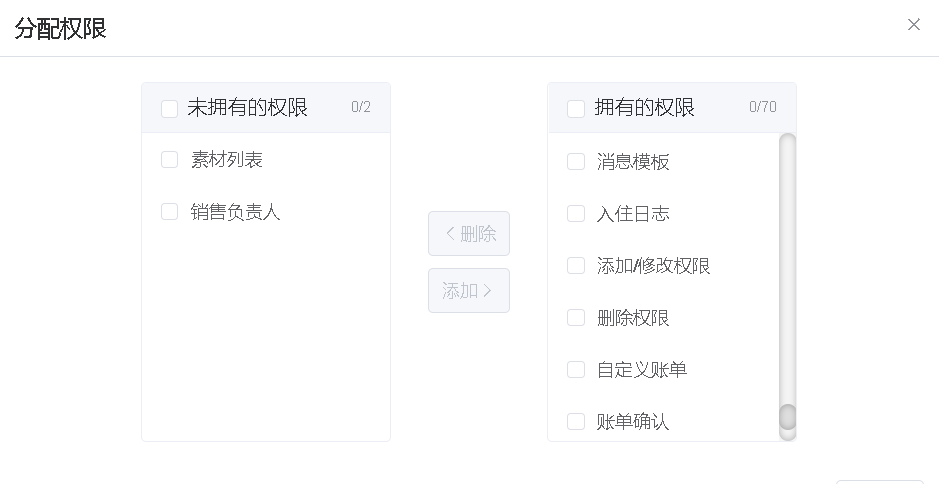 分配权限
未拥有的权限 0/2
素材列表
销售负责人
删除
添加
拥有的权限 0/70
消息模板
入住日志
添加/修改权限
删除权限
自定义账单
账单确认